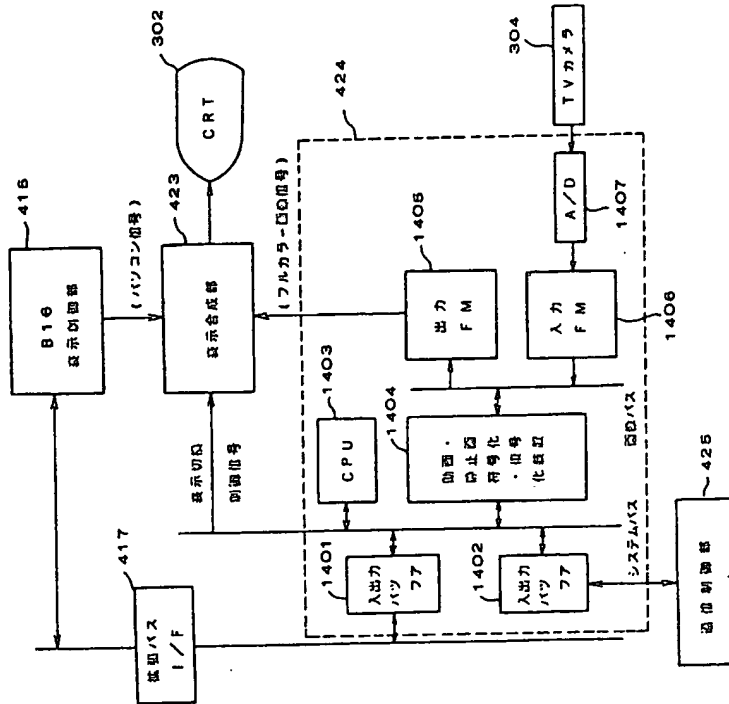 416
B16
表示制御部
(パソコン信号)
302
CRT
423
表示合成部
(フルカラー画像信号)
表示切換
制御信号
417
拡張バス
I/F
424
1405
出力
FM
304
TVカメラ
A/D
1407
入力
FM
1406
1403
CPU
1404
動画・
静止画
符号化
・復号
化装置
画像バス
システムバス
1401
入出力
バツ
フア
1402
入出力
バツ
フア
425
通信制御部